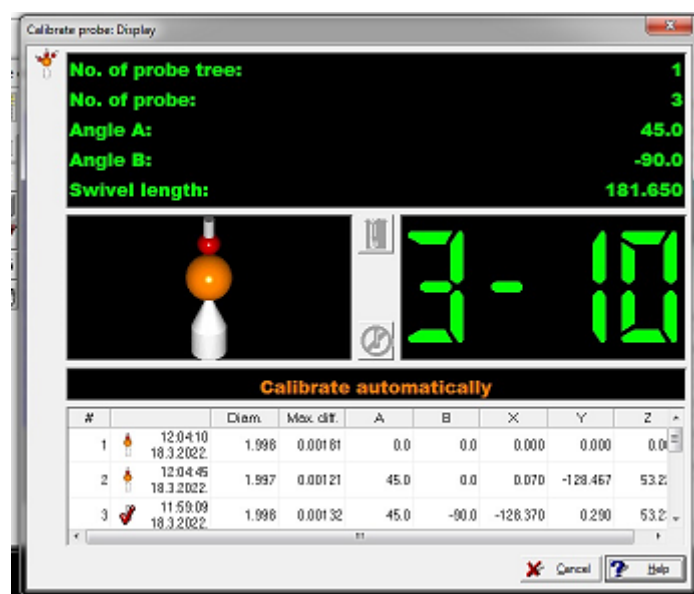 Calibrate probe: Display
No. of probe tree: 1
No. of probe: 3
Angle A: 45.0
Angle B: -90.0
Swivel length: 181.650
3 - 10
Calibrate automatically
# Diam. Max. diff. A B X Y Z
1 12:04:10 18.3.2022. 1.998 0.00181 0.0 0.0 0.000 0.000
2 12:04:45 18.3.2022. 1.997 0.00121 45.0 0.0 0.070 -128.467 53.2
3 11:59:09 18.3.2022. 1.998 0.00132 45.0 -90.0 -128.370 0.290 53.2
Cancel ? Help